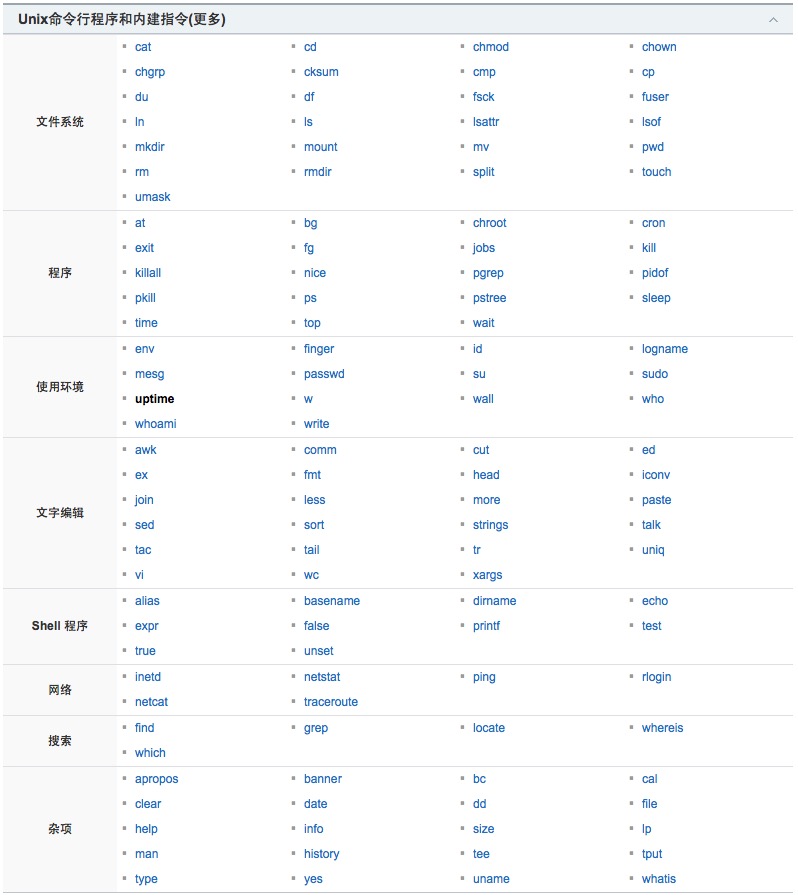 Unix命令行程序和内建指令(更多)
文件系统
cat cd chmod chown
chgrp cksum cmp cp
du df fsck fuser
ln ls lsattr lsof
mkdir mount mv pwd
rm rmdir split touch
umask
程序
at bg chroot cron
exit fg jobs kill
killall nice pgrep pidof
pkill ps pstree sleep
time top wait
使用环境
env finger id logname
mesg passwd su sudo
uptime w wall who
whoami write
文字编辑
awk comm cut ed
ex fmt head iconv
join less more paste
sed sort strings talk
tac tail tr uniq
vi wc xargs
Shell 程序
alias basename dirname echo
expr false printf test
true unset
网络
inetd netstat ping rlogin
netcat traceroute
搜索
find grep locate whereis
which
杂项
apropos banner bc cal
clear date dd file
help info size lp
man history tee tput
type yes uname whatis